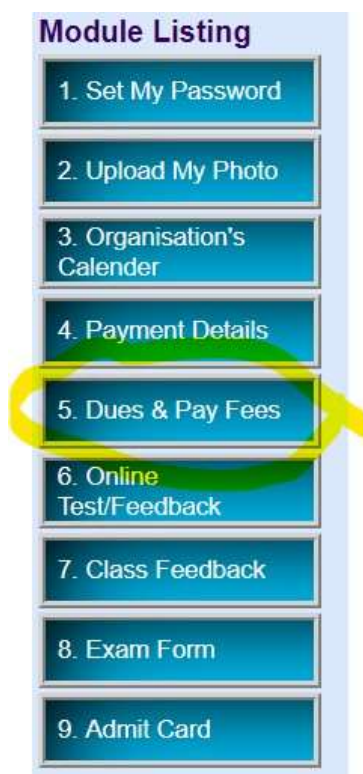 Module Listing
1. Set My Password
2. Upload My Photo
3. Organisation's
Calender
4. Payment Details
5. Dues & Pay Fees
6. Online
Test/Feedback
7. Class Feedback
8. Exam Form
9. Admit Card